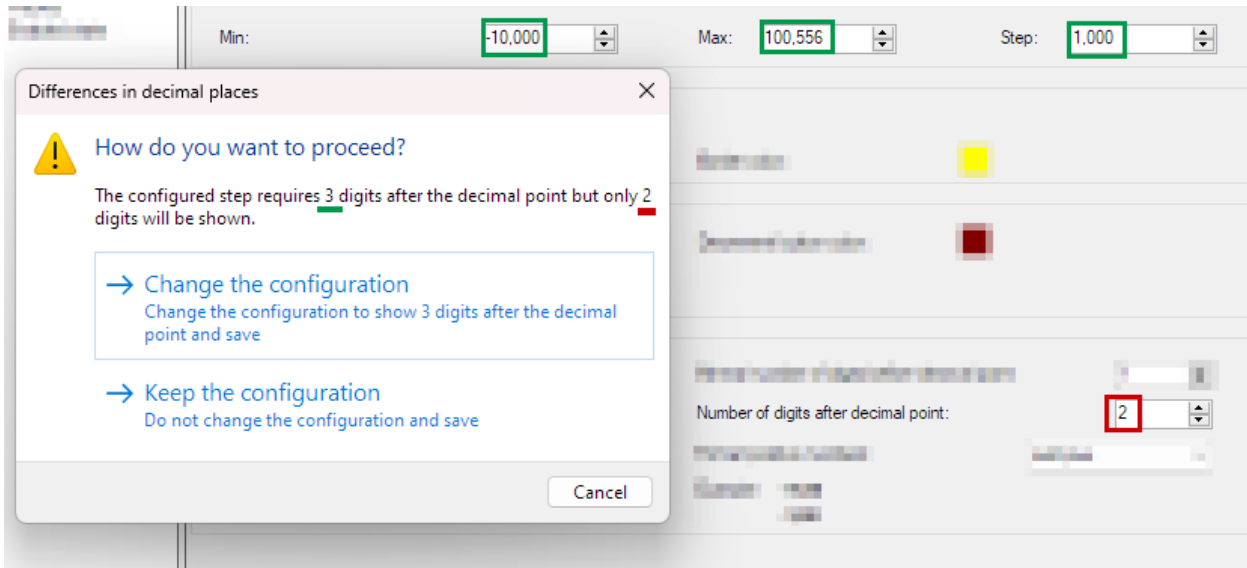 Min: -10,000 Max: 100,556 Step: 1,000
Differences in decimal places
How do you want to proceed?
The configured step requires 3 digits after the decimal point but only 2
digits will be shown.
Change the configuration
Change the configuration to show 3 digits after the decimal
point and save
Keep the configuration
Do not change the configuration and save
Cancel
Number of digits after decimal point: 2